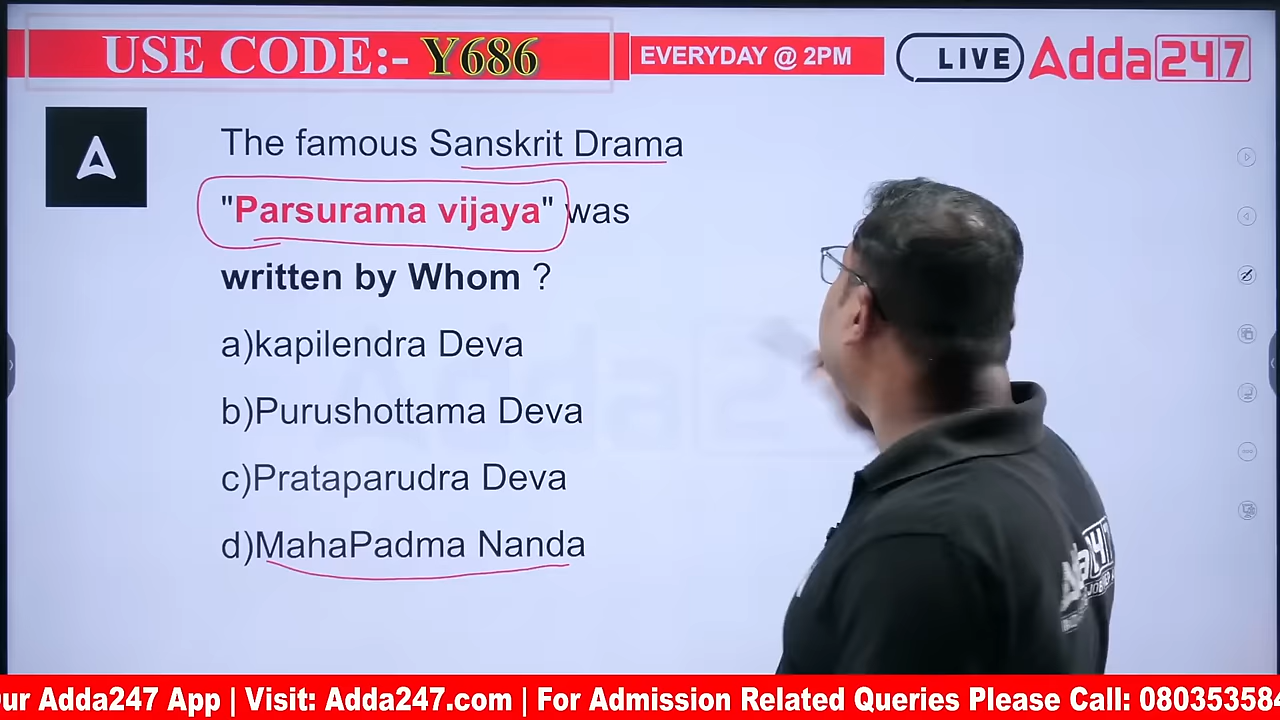 USE CODE:- Y686
EVERYDAY @ 2PM
LIVE
Adda247
The famous Sanskrit Drama
"Parsurama vijaya" was
written by Whom ?
a)kapilendra Deva
b)Purushottama Deva
c)Prataparudra Deva
d)MahaPadma Nanda
Adda247
ur Adda247 App | Visit: Adda247.com | For Admission Related Queries Please Call: 080353584